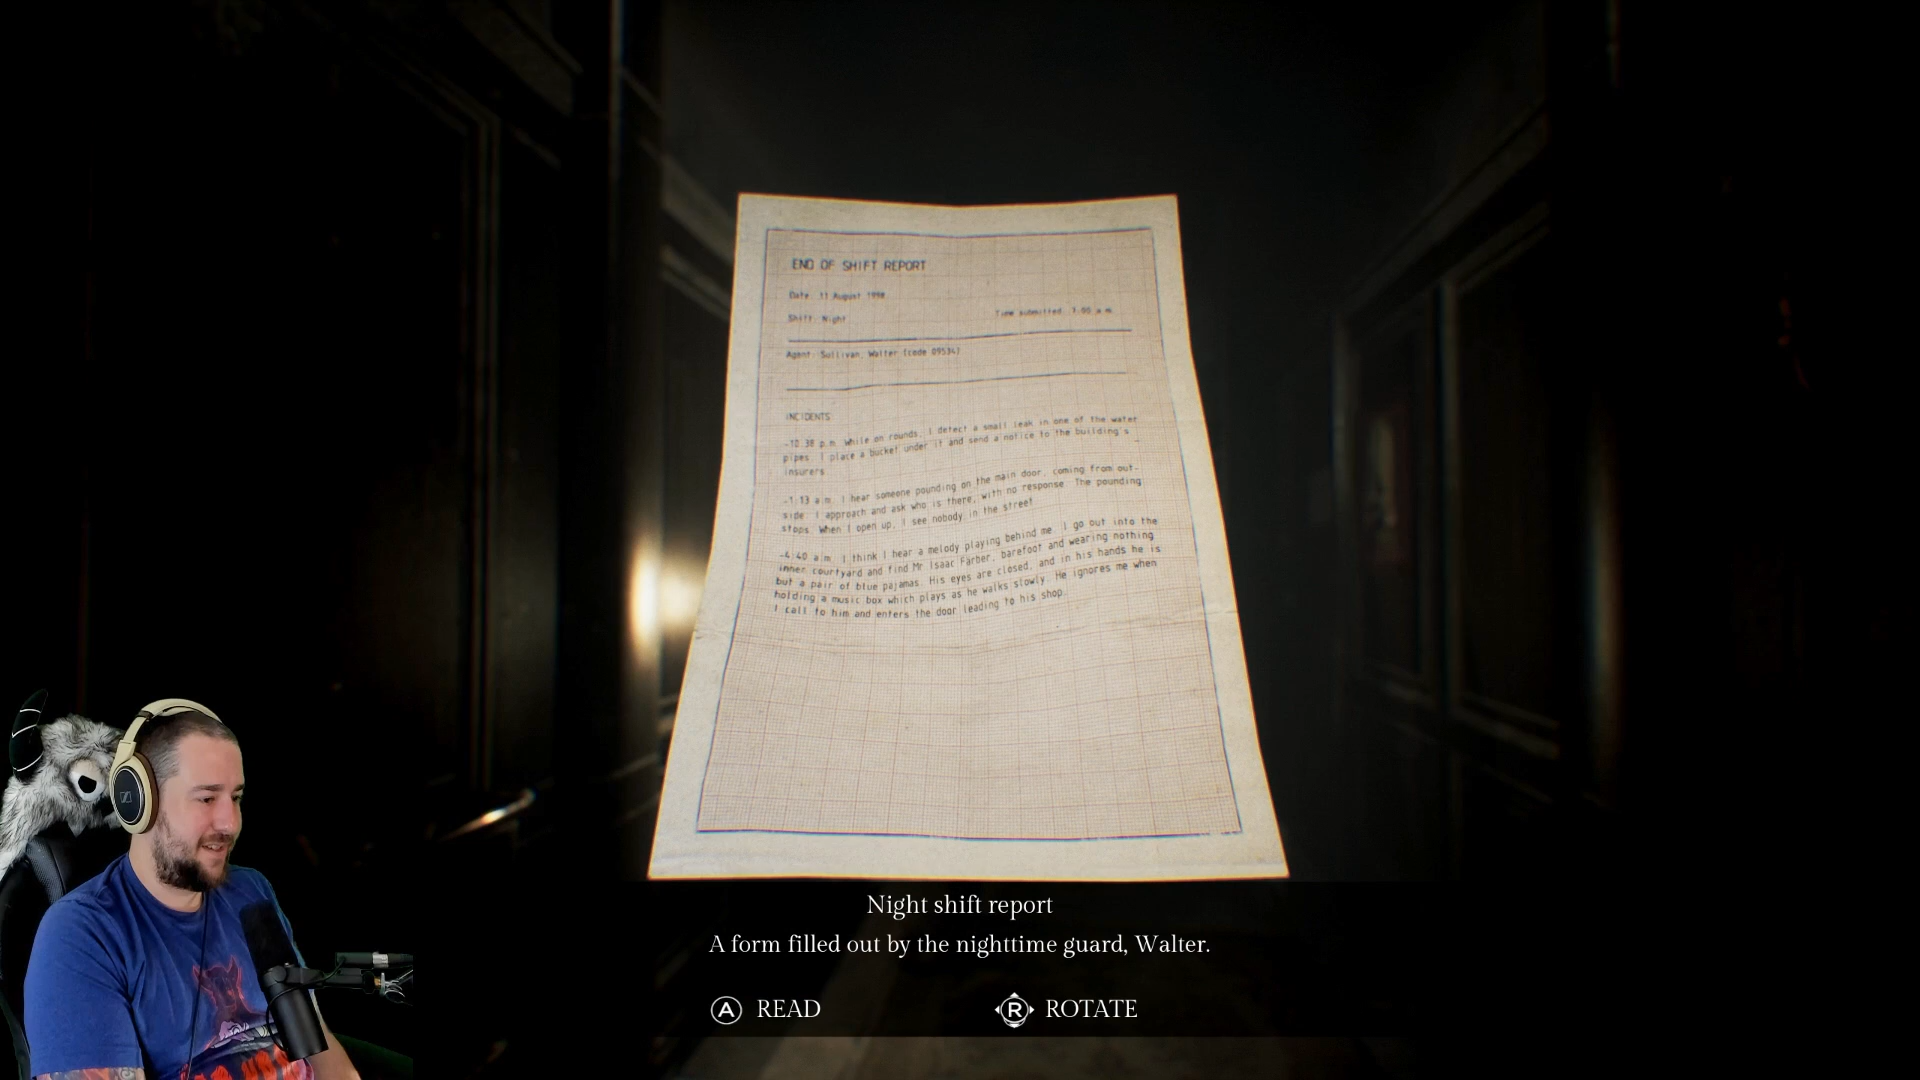 END OF SHIFT REPORT
Date: 11 August 1998
Shift: Night
Time submitted: 7:00 a.m.
Agent: Sullivan, Walter (code 09534)
INCIDENTS
-10:38 p.m. While on rounds, I detect a small leak in one of the water
pipes. I place a bucket under it and send a notice to the building's
insurers.
-1:13 a.m. I hear someone pounding on the main door, coming from out-
side. I approach and ask who is there, with no response. The pounding
stops. When I open up, I see nobody in the street.
-4:40 a.m. I think I hear a melody playing behind me. I go out into the
inner courtyard and find Mr Isaac Farber, barefoot and wearing nothing
but a pair of blue pajamas. His eyes are closed, and in his hands he is
holding a music box which plays as he walks slowly. He ignores me when
I call to him and enters the door leading to his shop.
Night shift report
A form filled out by the nighttime guard, Walter.
A READ
R ROTATE